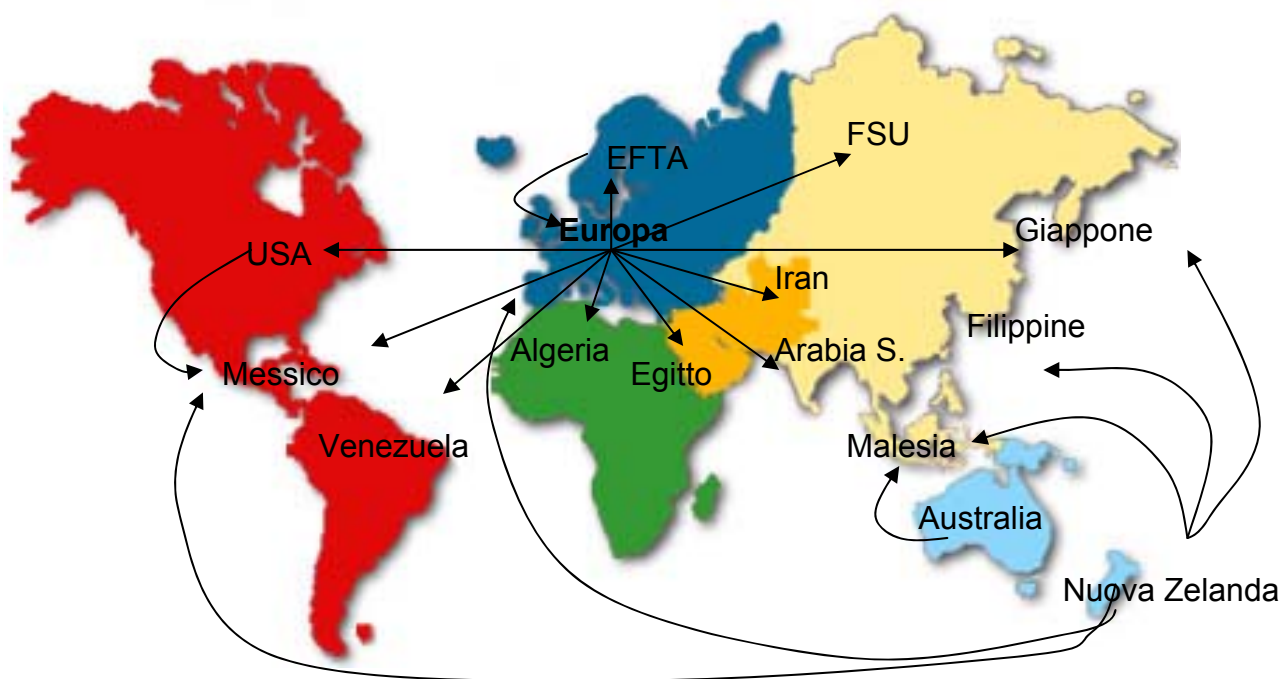 FSU
EFTA
Europa
Giappone
USA
Iran
Filippine
Algeria
Arabia S.
Messico
Egitto
Venezuela
Malesia
Australia
Nuova Zelanda